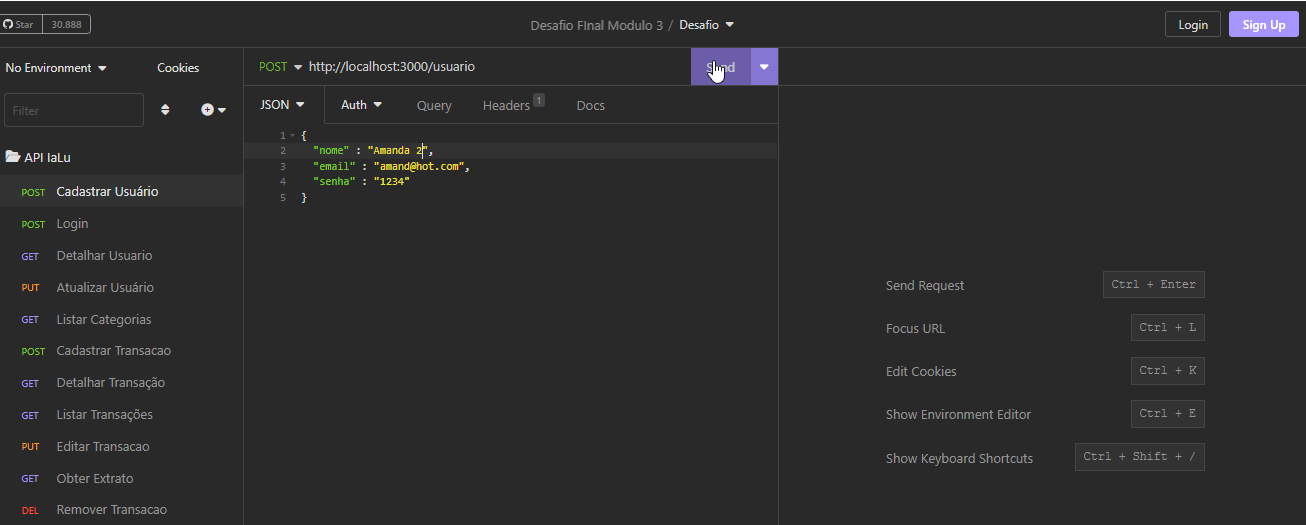 Star 30.888
Desafio FInal Modulo 3 / Desafio
Login
Sign Up
No Environment
Cookies
Filter
API IaLu
POST Cadastrar Usuário
POST Login
GET Detalhar Usuario
PUT Atualizar Usuário
GET Listar Categorias
POST Cadastrar Transacao
GET Detalhar Transação
GET Listar Transações
PUT Editar Transacao
GET Obter Extrato
DEL Remover Transacao
POST http://localhost:3000/usuario
Send
JSON Auth Query Headers 1 Docs
1 {
2 "nome" : "Amanda 2",
3 "email" : "amand@hot.com",
4 "senha" : "1234"
5 }
Send Request Ctrl + Enter
Focus URL Ctrl + L
Edit Cookies Ctrl + K
Show Environment Editor Ctrl + E
Show Keyboard Shortcuts Ctrl + Shift + /